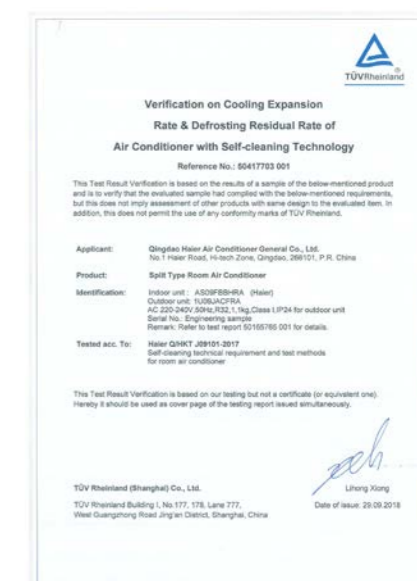 TÜVRheinland
®
Verification on Cooling Expansion
Rate & Defrosting Residual Rate of
Air Conditioner with Self-cleaning Technology
Reference No.: 50417703 001
This Test Result Verification is based on the results of a sample of the below-mentioned product
and is to verify that the evaluated sample had complied with the below-mentioned requirements,
but this does not imply assessment of other products with same design to the evaluated item. In
addition, this does not permit the use of any conformity marks of TÜV Rheinland.
Applicant: Qingdao Haier Air Conditioner General Co., Ltd.
No.1 Haier Road, Hi-tech Zone, Qingdao, 266101, P.R. China
Product: Split Type Room Air Conditioner
Identification: Indoor unit : AS09FBBHRA (Haier)
Outdoor unit: 1U09JACFRA
AC 220-240V,50Hz,R32,1.1kg,Class I,IP24 for outdoor unit
Serial No.: Engineering sample
Remark: Refer to test report 50165765 001 for details.
Tested acc. To: Haier Q/HKT J09101-2017
Self-cleaning technical requirement and test methods
for room air conditioner
This Test Result Verification is based on our testing but not a certificate (or equivalent one).
Hereby it should be used as cover page of the testing report issued simultaneously.
TÜV Rheinland (Shanghai) Co., Ltd. Lihong Xiong
TÜV Rheinland Building I, No.177, 178, Lane 777, Date of issue: 29.09.2018
West Guangzhong Road Jing'an District, Shanghai, China